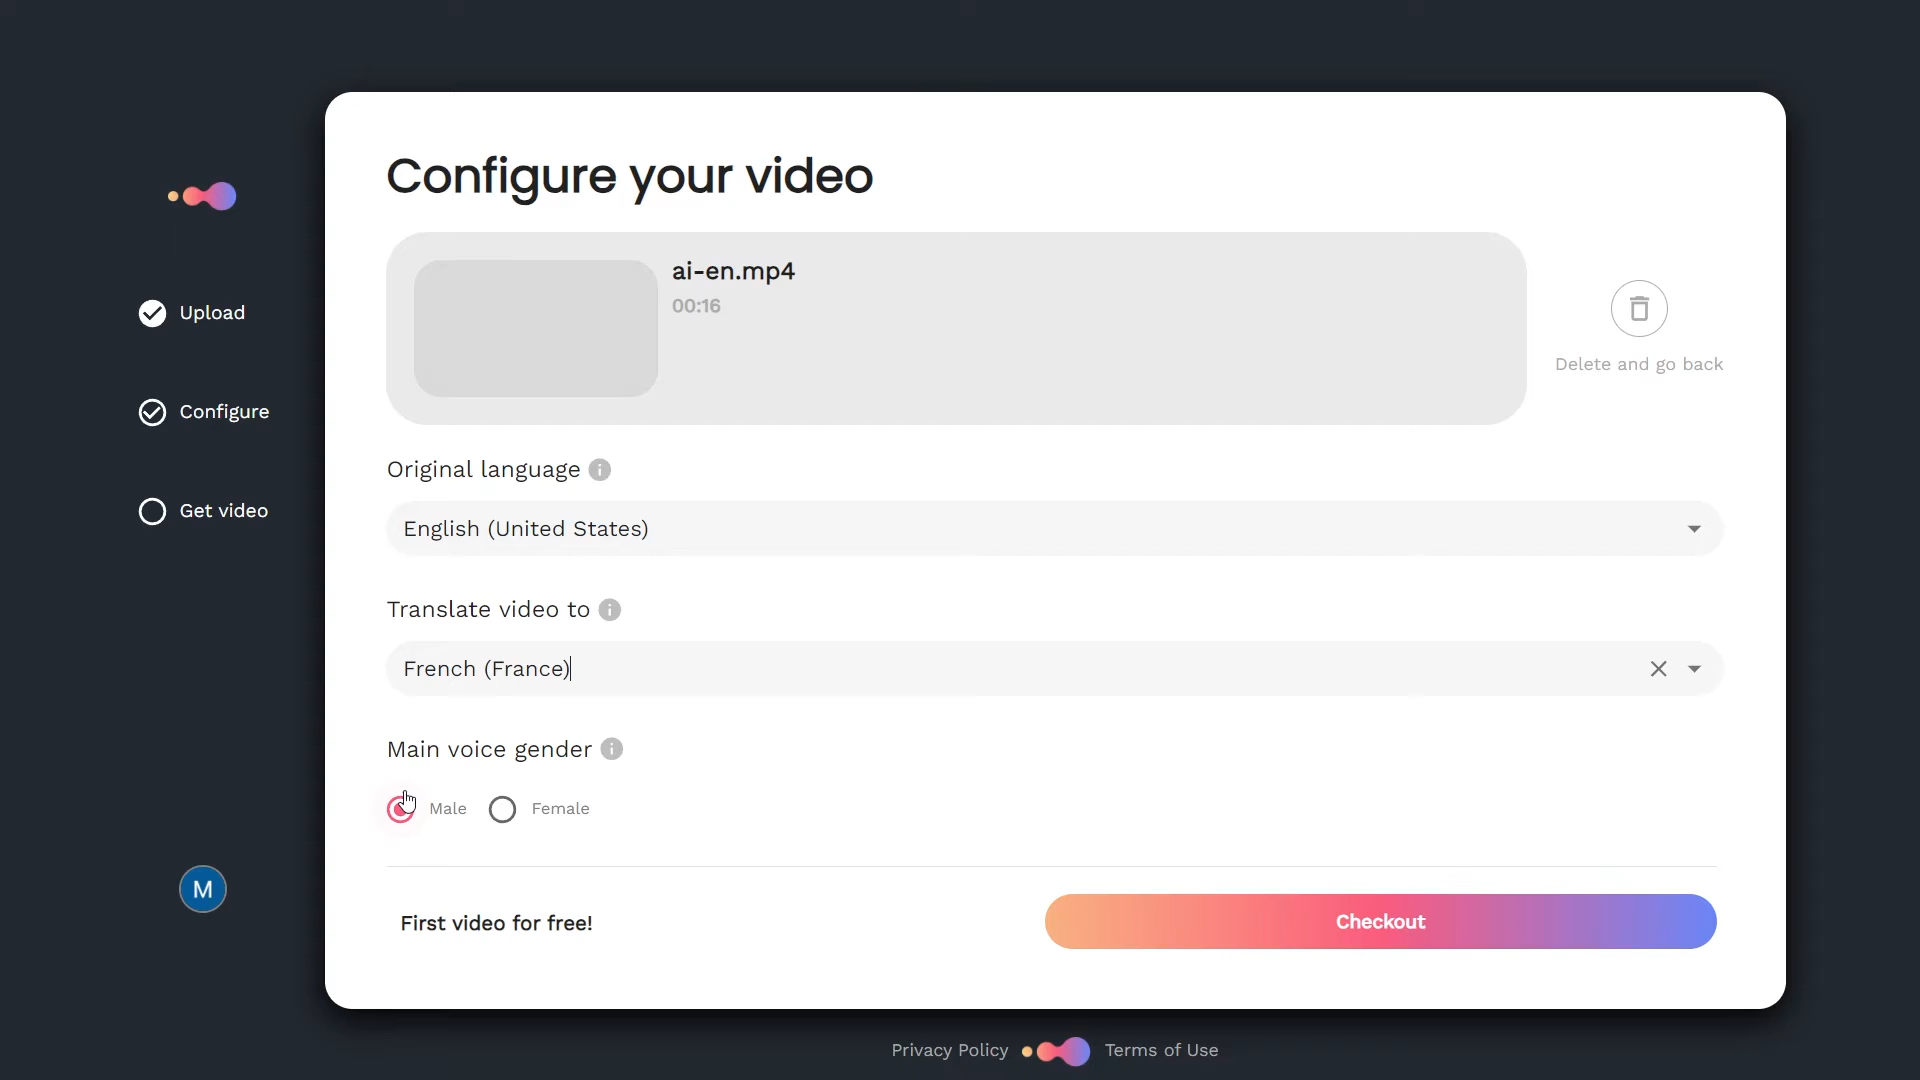 Configure your video
ai-en.mp4
00:16
Delete and go back
Upload
Configure
Get video
Original language
English (United States)
Translate video to
French (France)
Main voice gender
Male
Female
M
First video for free!
Checkout
Privacy Policy
Terms of Use